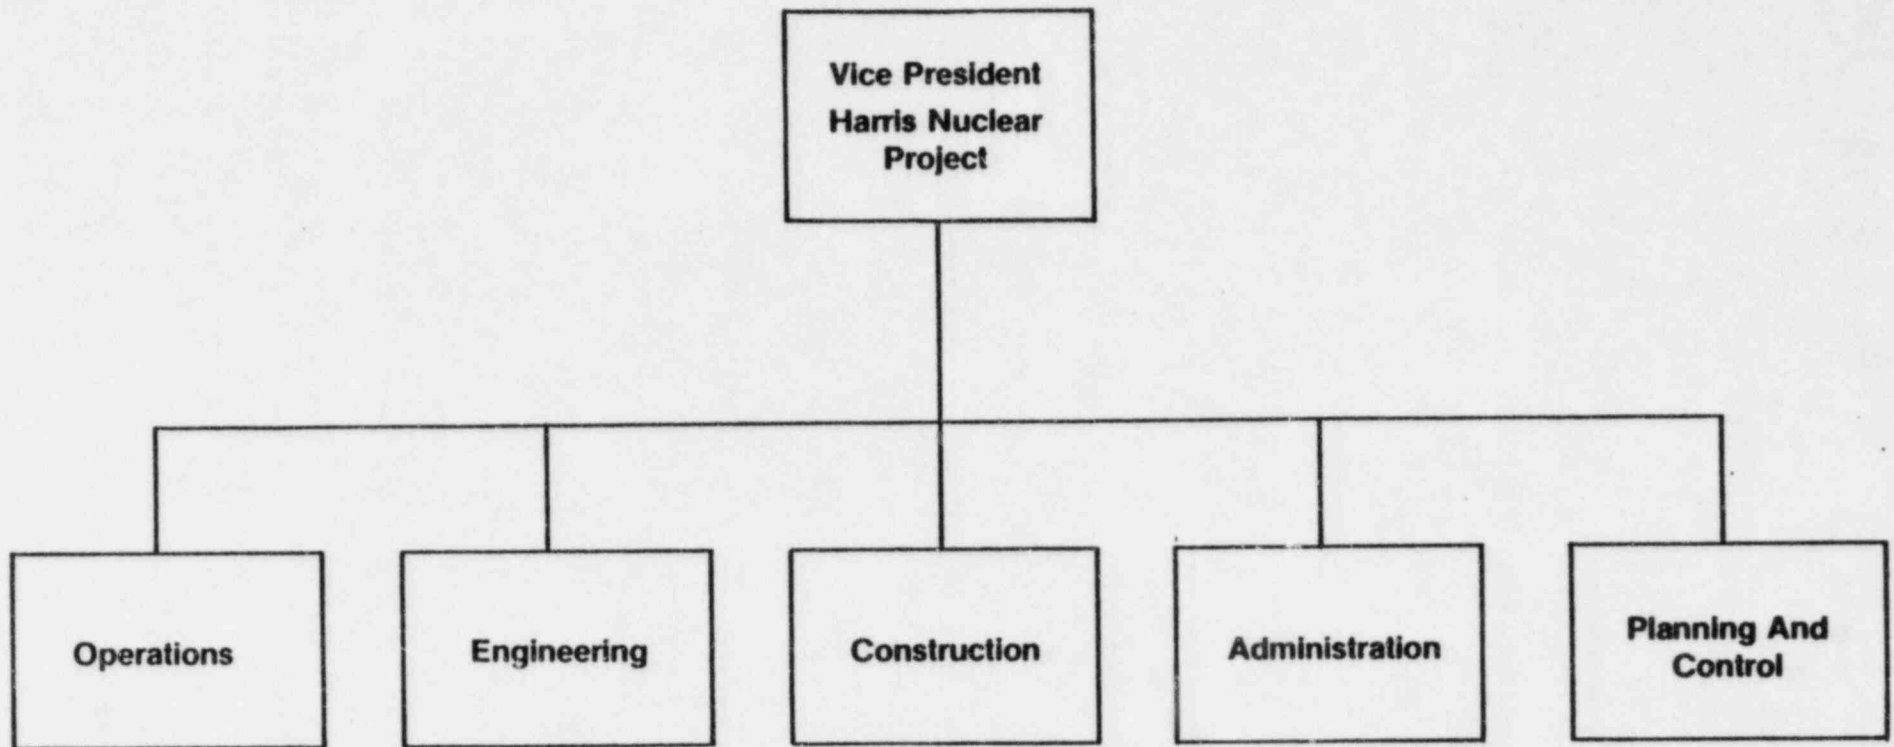 Vice President
Harris Nuclear
Project
Operations
Engineering
Construction
Administration
Planning And
Control